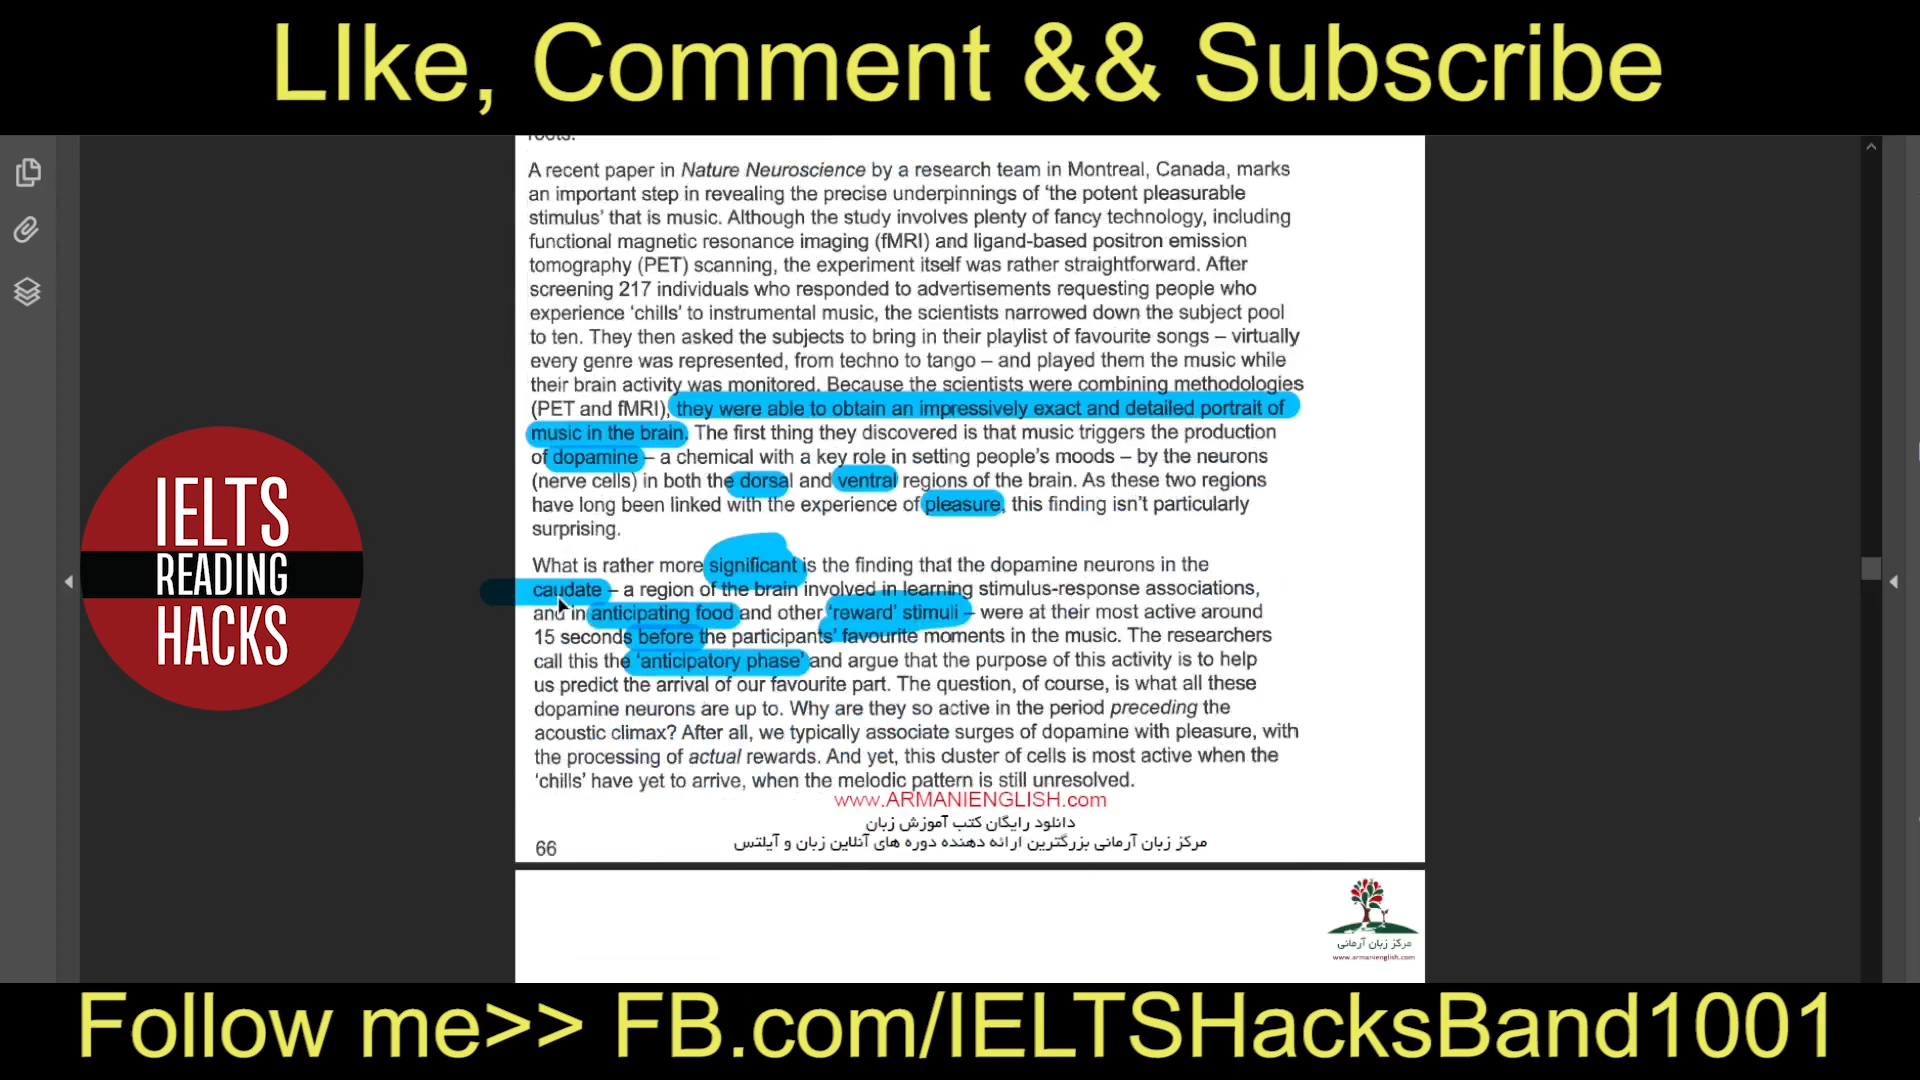 LIke, Comment && Subscribe
roots.
A recent paper in Nature Neuroscience by a research team in Montreal, Canada, marks
an important step in revealing the precise underpinnings of ‘the potent pleasurable
stimulus’ that is music. Although the study involves plenty of fancy technology, including
functional magnetic resonance imaging (fMRI) and ligand-based positron emission
tomography (PET) scanning, the experiment itself was rather straightforward. After
screening 217 individuals who responded to advertisements requesting people who
experience ‘chills’ to instrumental music, the scientists narrowed down the subject pool
to ten. They then asked the subjects to bring in their playlist of favourite songs – virtually
every genre was represented, from techno to tango – and played them the music while
their brain activity was monitored. Because the scientists were combining methodologies
(PET and fMRI), they were able to obtain an impressively exact and detailed portrait of
music in the brain. The first thing they discovered is that music triggers the production
of dopamine – a chemical with a key role in setting people’s moods – by the neurons
(nerve cells) in both the dorsal and ventral regions of the brain. As these two regions
have long been linked with the experience of pleasure, this finding isn’t particularly
surprising.
What is rather more significant is the finding that the dopamine neurons in the
caudate – a region of the brain involved in learning stimulus-response associations,
and in anticipating food and other ‘reward’ stimuli – were at their most active around
15 seconds before the participants’ favourite moments in the music. The researchers
call this the ‘anticipatory phase’ and argue that the purpose of this activity is to help
us predict the arrival of our favourite part. The question, of course, is what all these
dopamine neurons are up to. Why are they so active in the period preceding the
acoustic climax? After all, we typically associate surges of dopamine with pleasure, with
the processing of actual rewards. And yet, this cluster of cells is most active when the
‘chills’ have yet to arrive, when the melodic pattern is still unresolved.
www.ARMANIENGLISH.com
دانلود رایگان کتب آموزش زبان
مرکز زبان آرمانی بزرگترین ارائه دهنده دوره های آنلاین زبان و آیلتس
66
IELTS
READING
HACKS
مرکز زبان آرمانی
www.armanienglish.com
Follow me>> FB.com/IELTSHacksBand1001